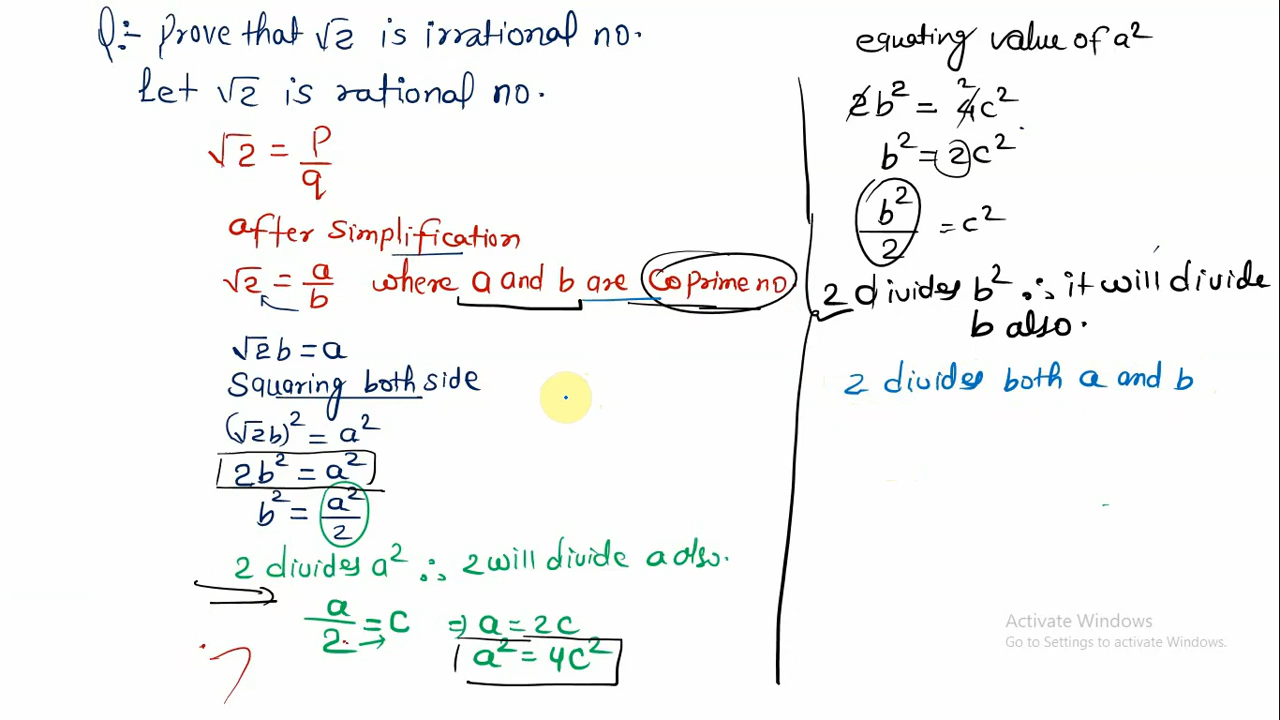 Q:- Prove that √2 is irrational no.
Let √2 is rational no.
√2 = p/q
after simplification
√2 = a/b where a and b are Coprime no
√2b = a
Squaring both side
(√2b)² = a²
2b² = a²
b² = a²/2
2 divides a² ∴ 2 will divide a also.
a/2 = c ⇒ a = 2c
a² = 4c²
equating value of a²
2b² = 4c² 2
b² = 2c²
b²/2 = c²
2 divides b² ∴ it will divide
b also.
2 divides both a and b
Activate Windows
Go to Settings to activate Windows.